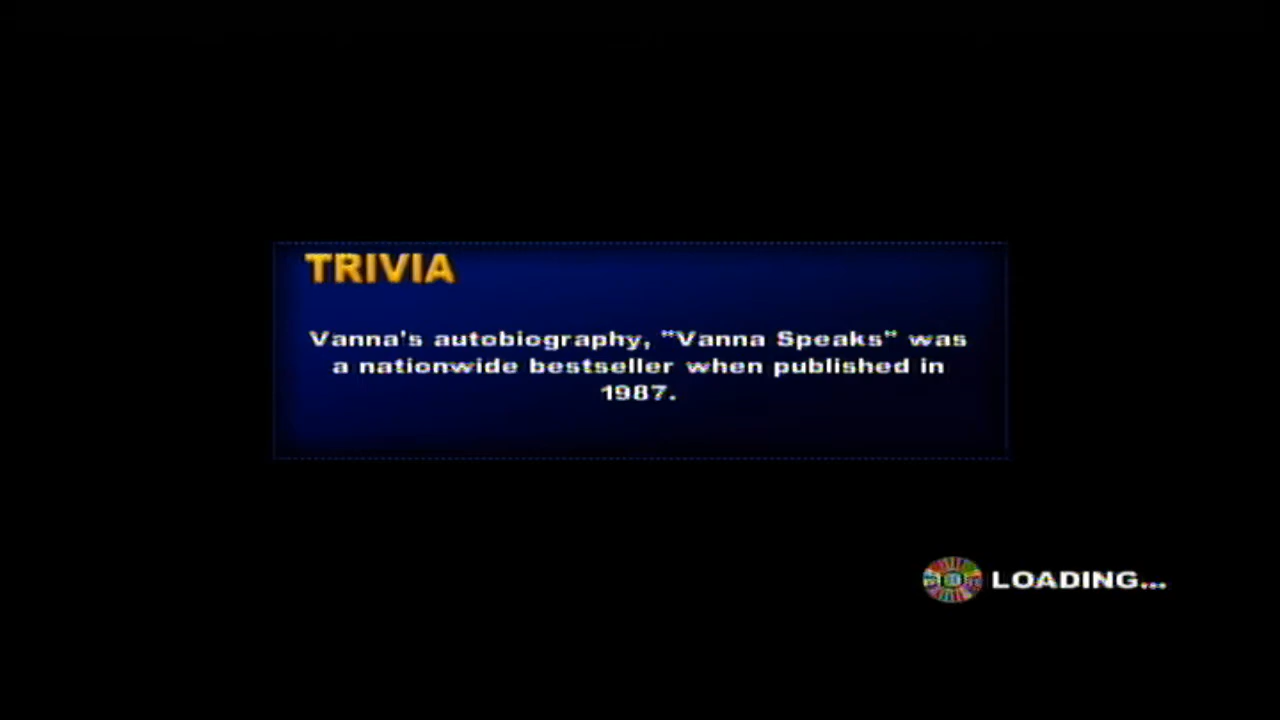 TRIVIA
Vanna's autobiography, "Vanna Speaks" was
a nationwide bestseller when published in
1987.
LOADING...